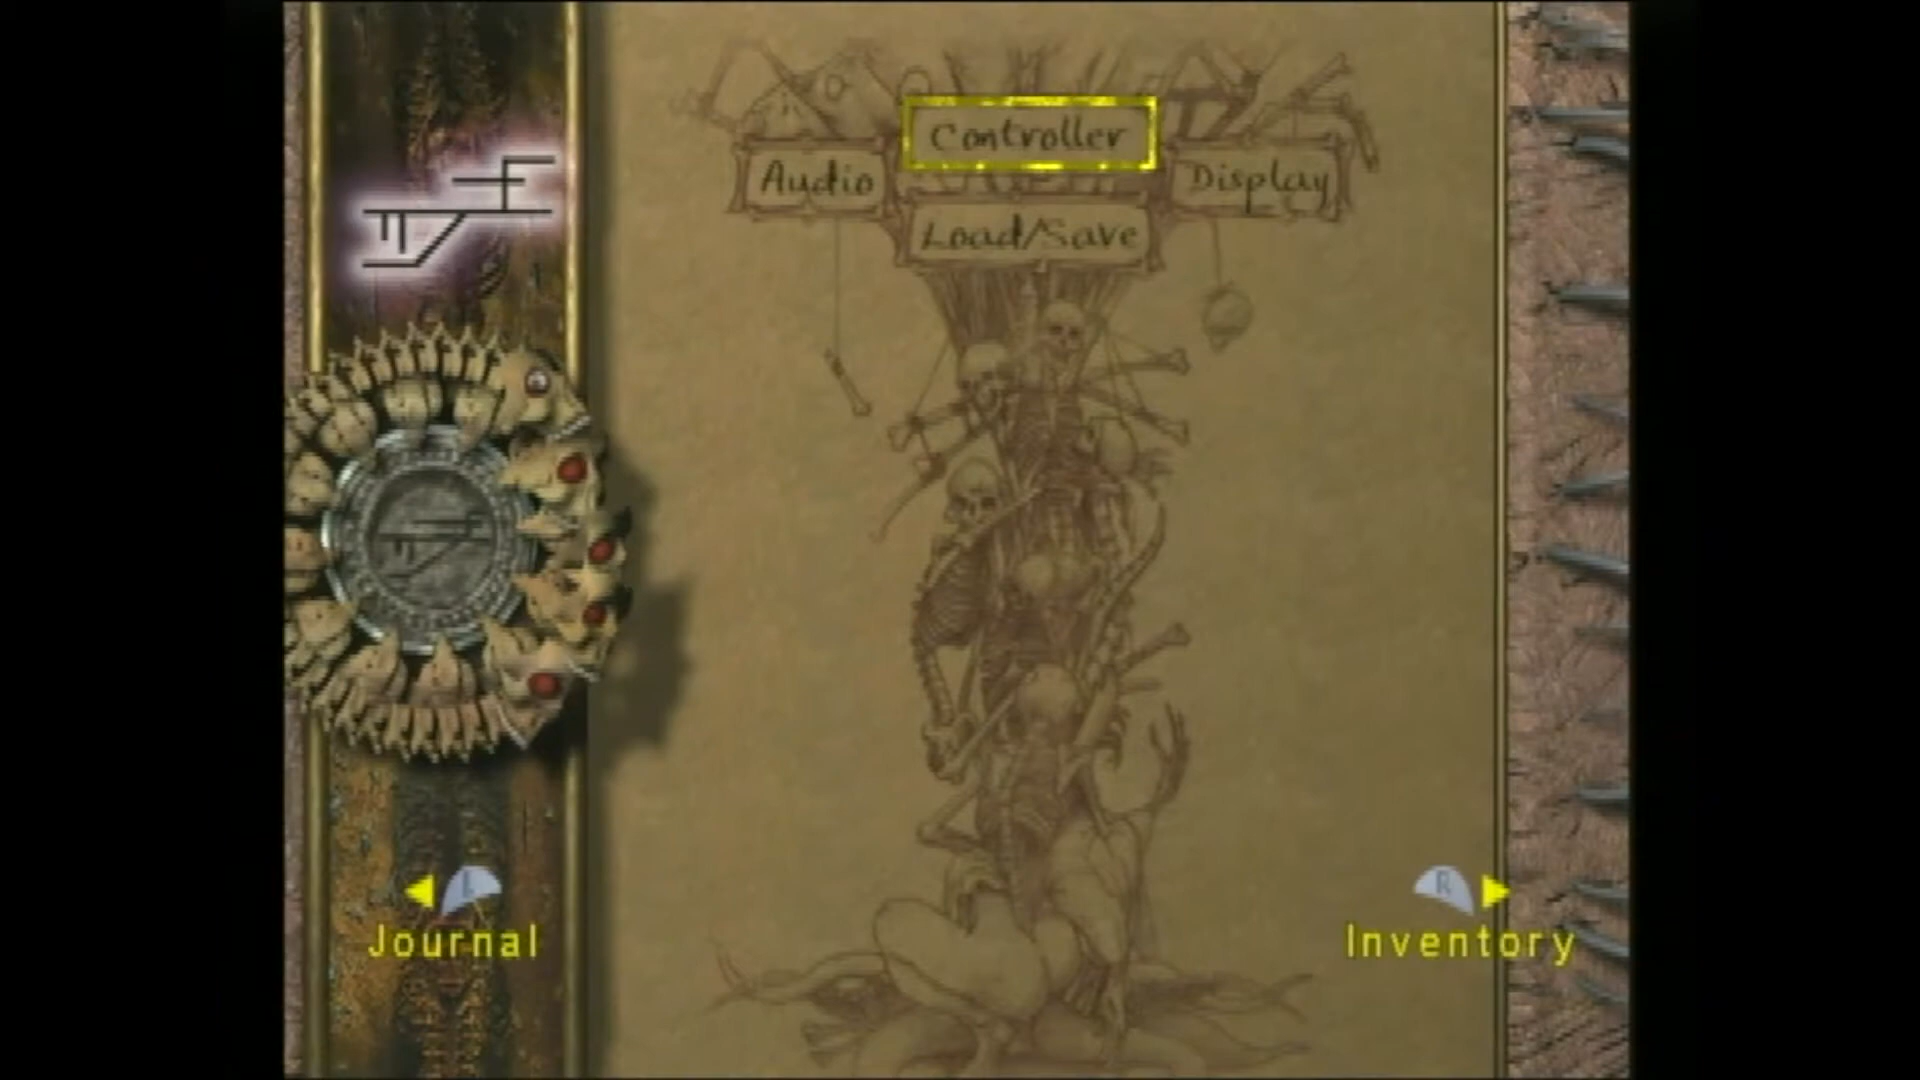 Controller
Audio
Display
Load/Save
L
R
Journal
Inventory